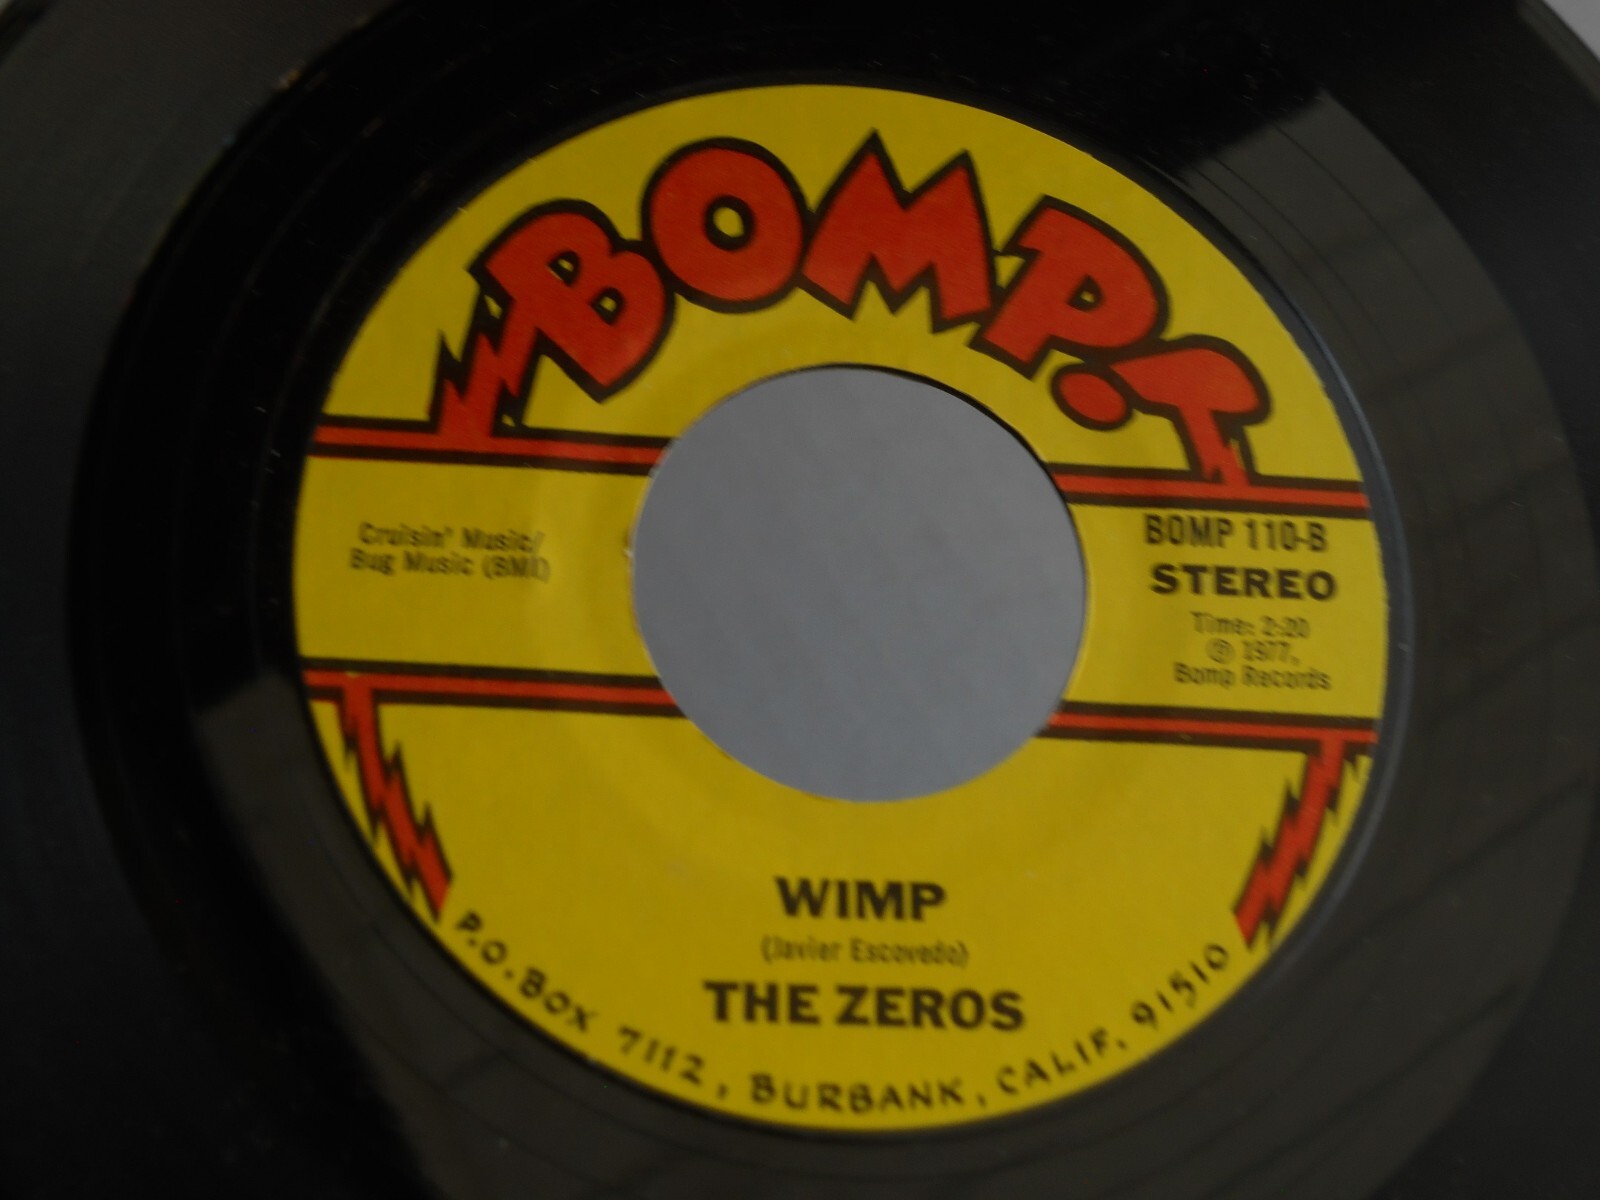 BOMP!
Cruisin' Music/
Bug Music (BMI)
BOMP 110-B
STEREO
Time: 2:20
℗ 1977,
Bomp Records
WIMP
(Javier Escovedo)
THE ZEROS
P.O. BOX 7112, BURBANK, CALIF. 91510